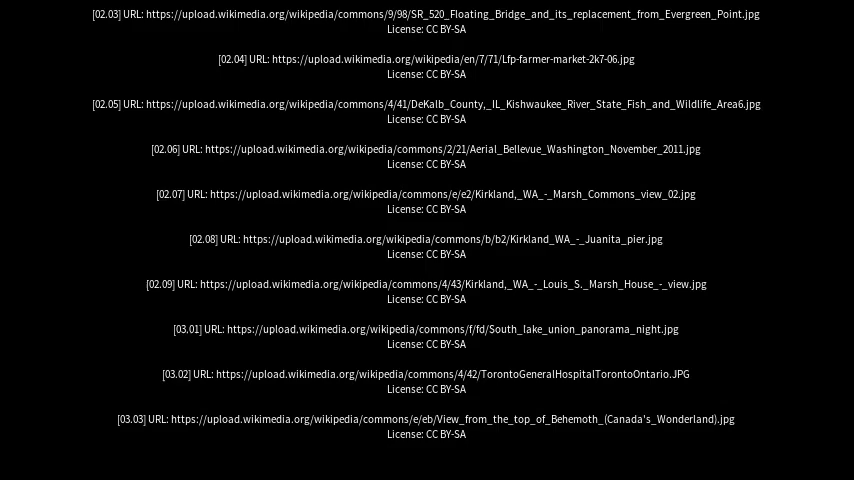 [02.03] URL: https://upload.wikimedia.org/wikipedia/commons/9/98/SR_520_Floating_Bridge_and_its_replacement_from_Evergreen_Point.jpg
License: CC BY-SA
[02.04] URL: https://upload.wikimedia.org/wikipedia/en/7/71/Lfp-farmer-market-2k7-06.jpg
License: CC BY-SA
[02.05] URL: https://upload.wikimedia.org/wikipedia/commons/4/41/DeKalb_County,_IL_Kishwaukee_River_State_Fish_and_Wildlife_Area6.jpg
License: CC BY-SA
[02.06] URL: https://upload.wikimedia.org/wikipedia/commons/2/21/Aerial_Bellevue_Washington_November_2011.jpg
License: CC BY-SA
[02.07] URL: https://upload.wikimedia.org/wikipedia/commons/e/e2/Kirkland,_WA_-_Marsh_Commons_view_02.jpg
License: CC BY-SA
[02.08] URL: https://upload.wikimedia.org/wikipedia/commons/b/b2/Kirkland_WA_-_Juanita_pier.jpg
License: CC BY-SA
[02.09] URL: https://upload.wikimedia.org/wikipedia/commons/4/43/Kirkland,_WA_-_Louis_S._Marsh_House_-_view.jpg
License: CC BY-SA
[03.01] URL: https://upload.wikimedia.org/wikipedia/commons/f/fd/South_lake_union_panorama_night.jpg
License: CC BY-SA
[03.02] URL: https://upload.wikimedia.org/wikipedia/commons/4/42/TorontoGeneralHospitalTorontoOntario.JPG
License: CC BY-SA
[03.03] URL: https://upload.wikimedia.org/wikipedia/commons/e/eb/View_from_the_top_of_Behemoth_(Canada's_Wonderland).jpg
License: CC BY-SA